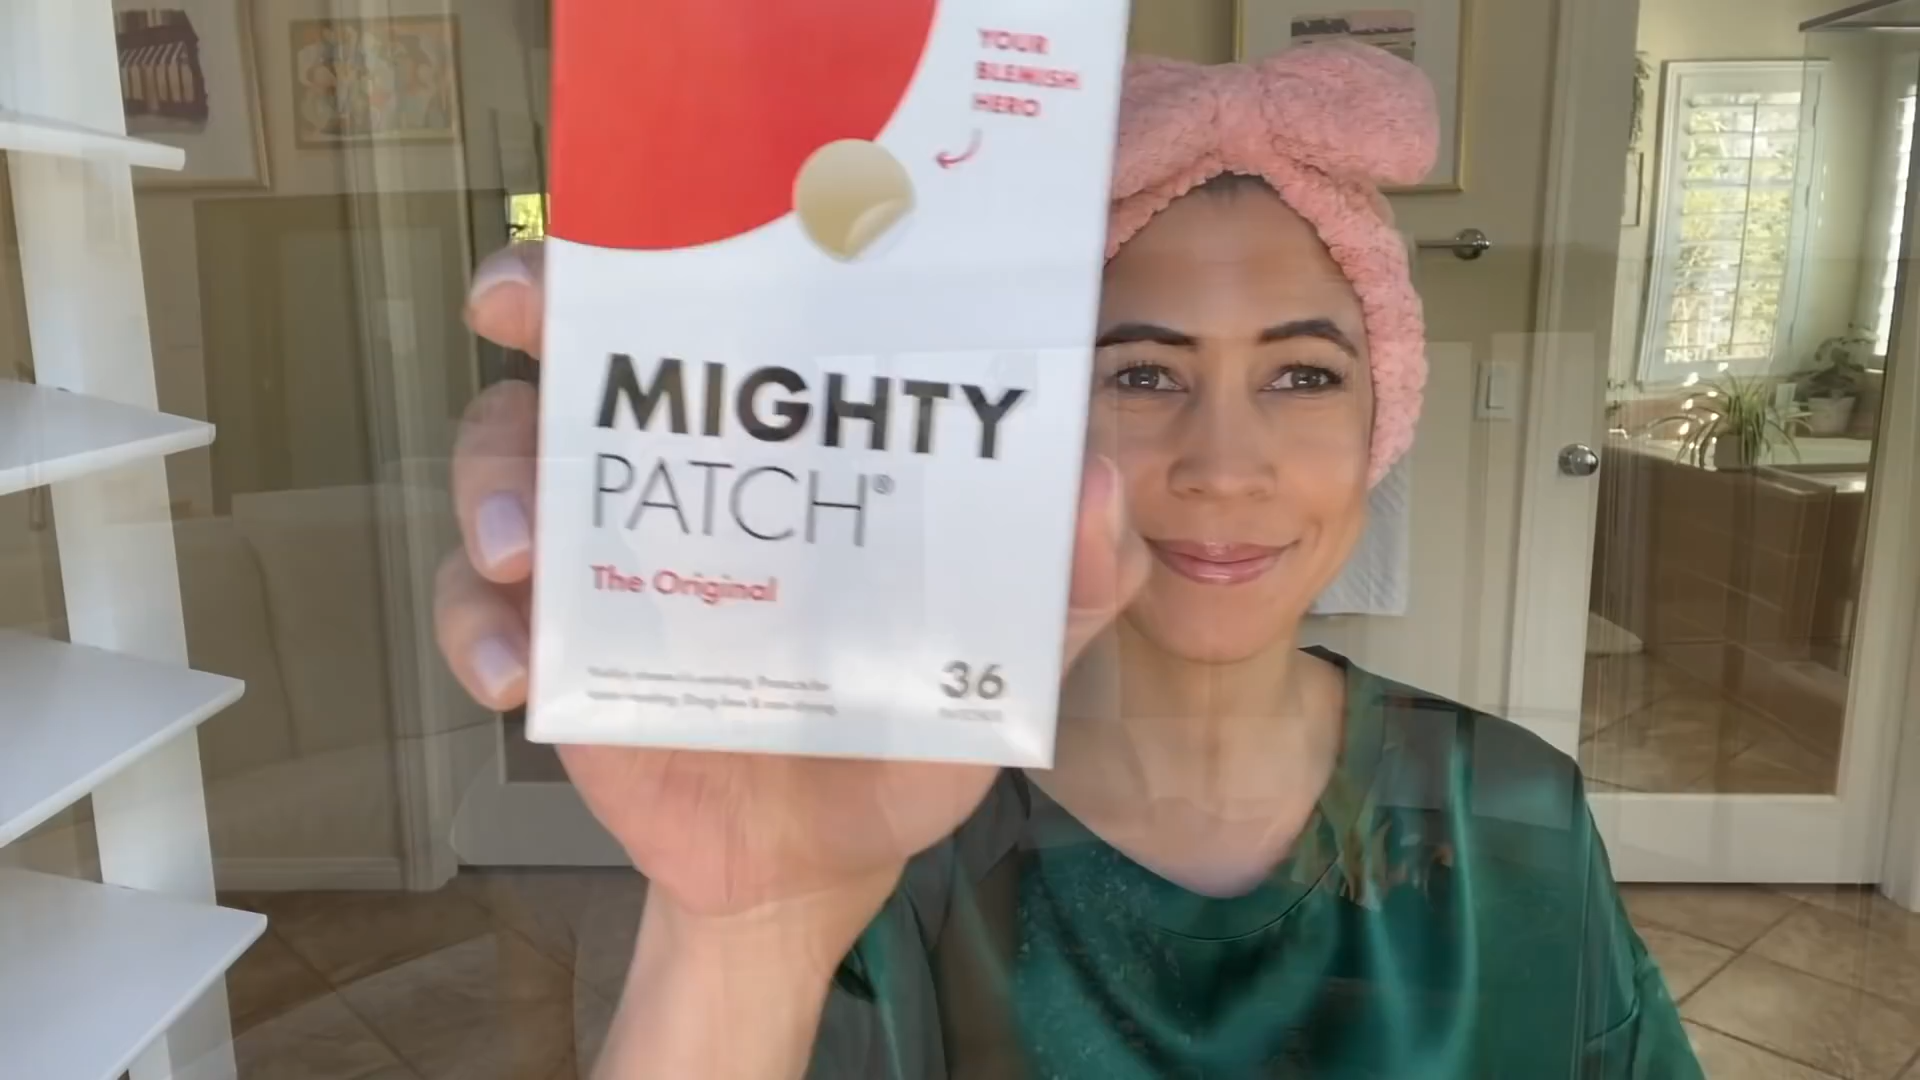 YOUR
BLEMISH
HERO
MIGHTY
PATCH®
The Original
36